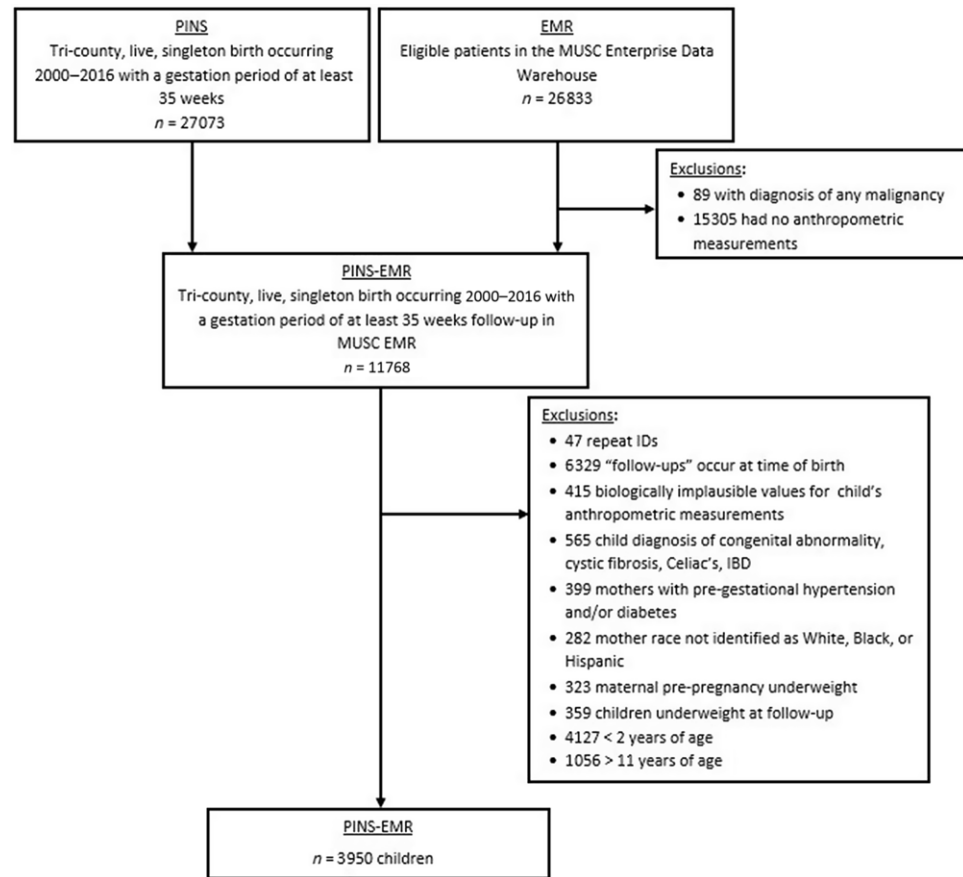 PINS
Tri-county, live, singleton birth occurring
2000–2016 with a gestation period of at least
35 weeks
n = 27073
EMR
Eligible patients in the MUSC Enterprise Data
Warehouse
n = 26833
Exclusions:
• 89 with diagnosis of any malignancy
• 15305 had no anthropometric
measurements
PINS-EMR
Tri-county, live, singleton birth occurring 2000–2016 with
a gestation period of at least 35 weeks follow-up in
MUSC EMR
n = 11768
Exclusions:
• 47 repeat IDs
• 6329 “follow-ups” occur at time of birth
• 415 biologically implausible values for child’s
anthropometric measurements
• 565 child diagnosis of congenital abnormality,
cystic fibrosis, Celiac’s, IBD
• 399 mothers with pre-gestational hypertension
and/or diabetes
• 282 mother race not identified as White, Black, or
Hispanic
• 323 maternal pre-pregnancy underweight
• 359 children underweight at follow-up
• 4127 < 2 years of age
• 1056 > 11 years of age
PINS-EMR
n = 3950 children